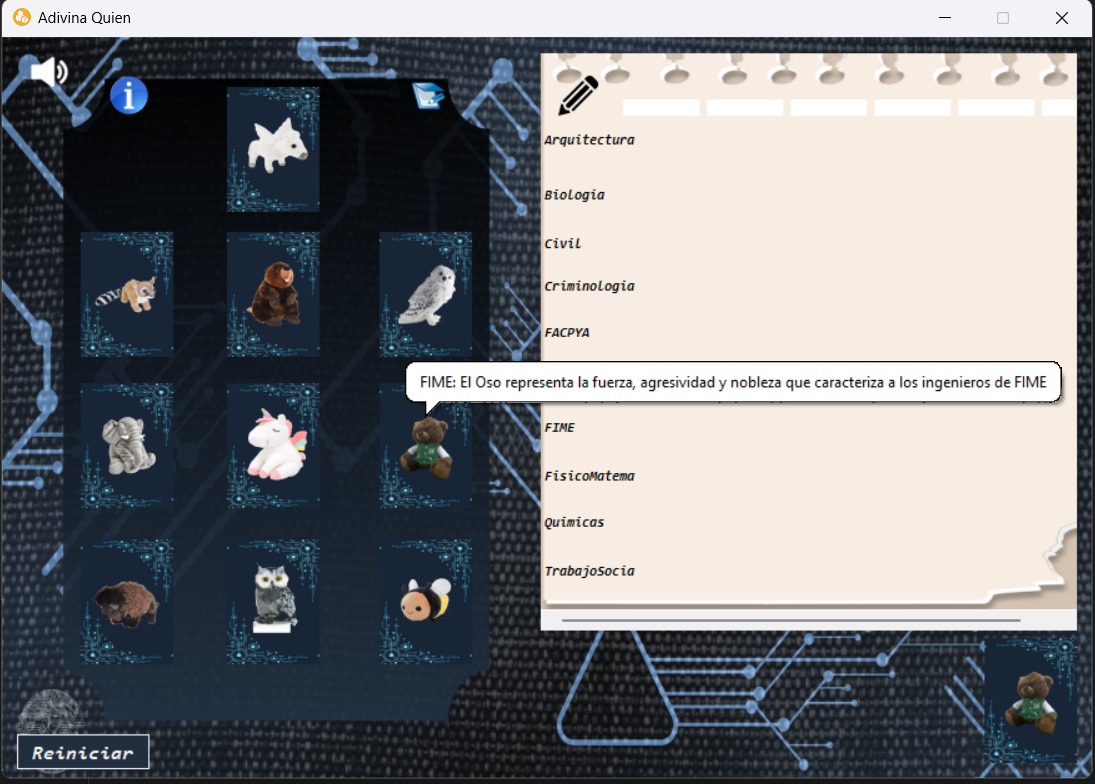 Adivina Quien
Arquitectura
Biologia
Civil
Criminologia
FACPYA
FIME: El Oso representa la fuerza, agresividad y nobleza que caracteriza a los ingenieros de FIME
FIME
FisicoMatema
Quimicas
TrabajoSocia
Reiniciar